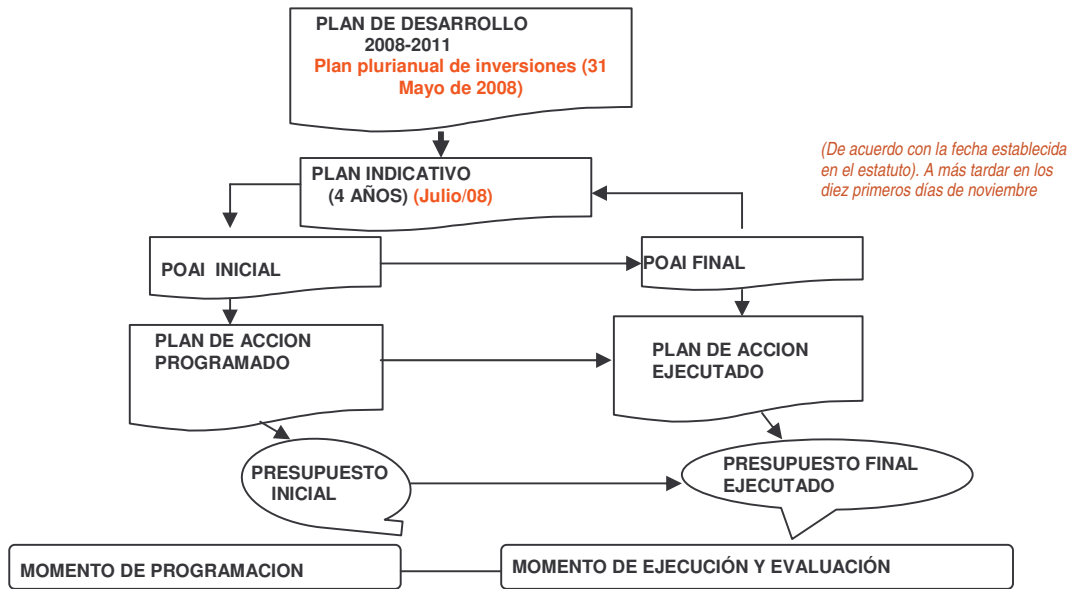 PLAN DE DESARROLLO
2008-2011
Plan plurianual de inversiones (31
Mayo de 2008)
(De acuerdo con la fecha establecida
en el estatuto). A más tardar en los
diez primeros días de noviembre
PLAN INDICATIVO
(4 AÑOS) (Julio/08)
POAI INICIAL
POAI FINAL
PLAN DE ACCION
PROGRAMADO
PLAN DE ACCION
EJECUTADO
PRESUPUESTO
INICIAL
PRESUPUESTO FINAL
EJECUTADO
MOMENTO DE PROGRAMACION
MOMENTO DE EJECUCIÓN Y EVALUACIÓN